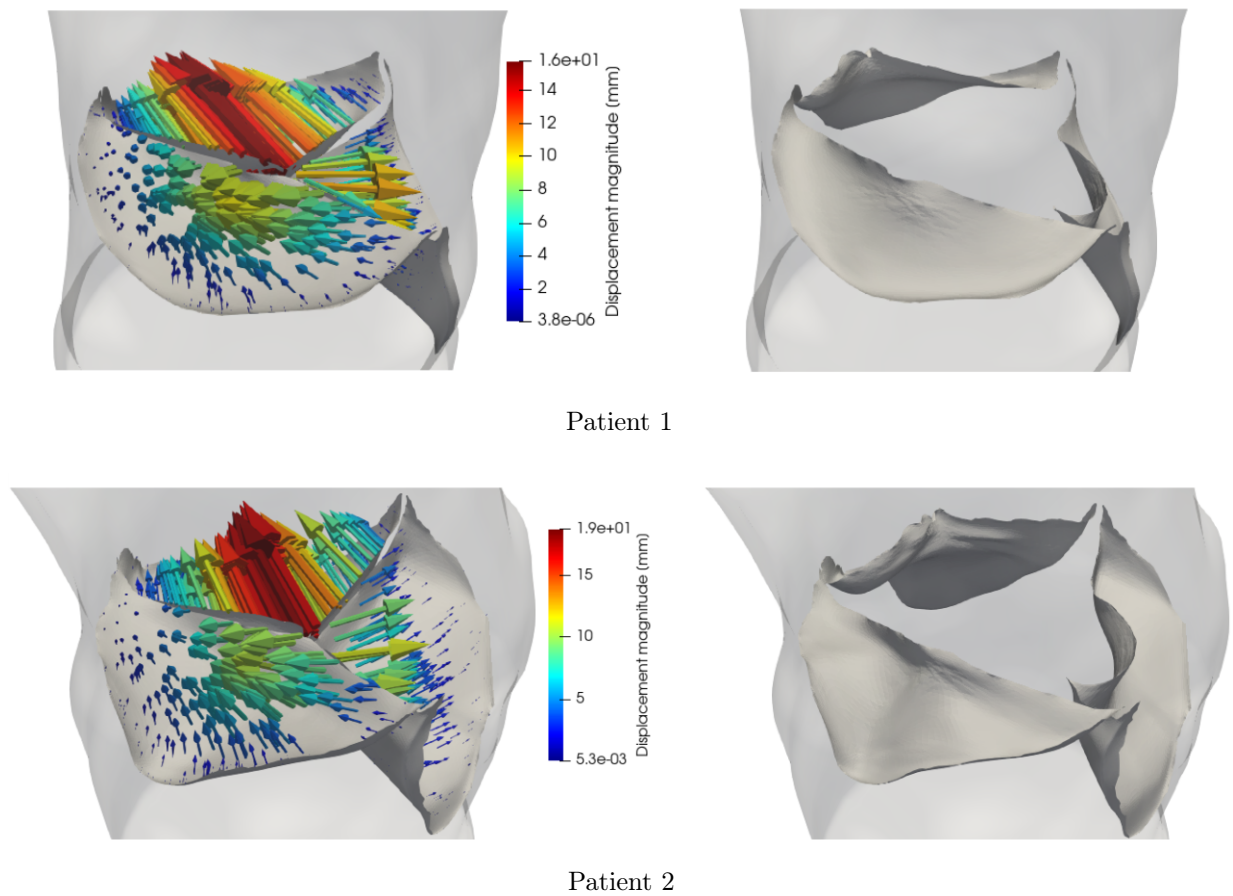 1.6e+01
14
12
10
8
6
4
2
3.8e-06
Displacement magnitude (mm)
Patient 1
1.9e+01
15
10
5
5.3e-03
Displacement magnitude (mm)
Patient 2